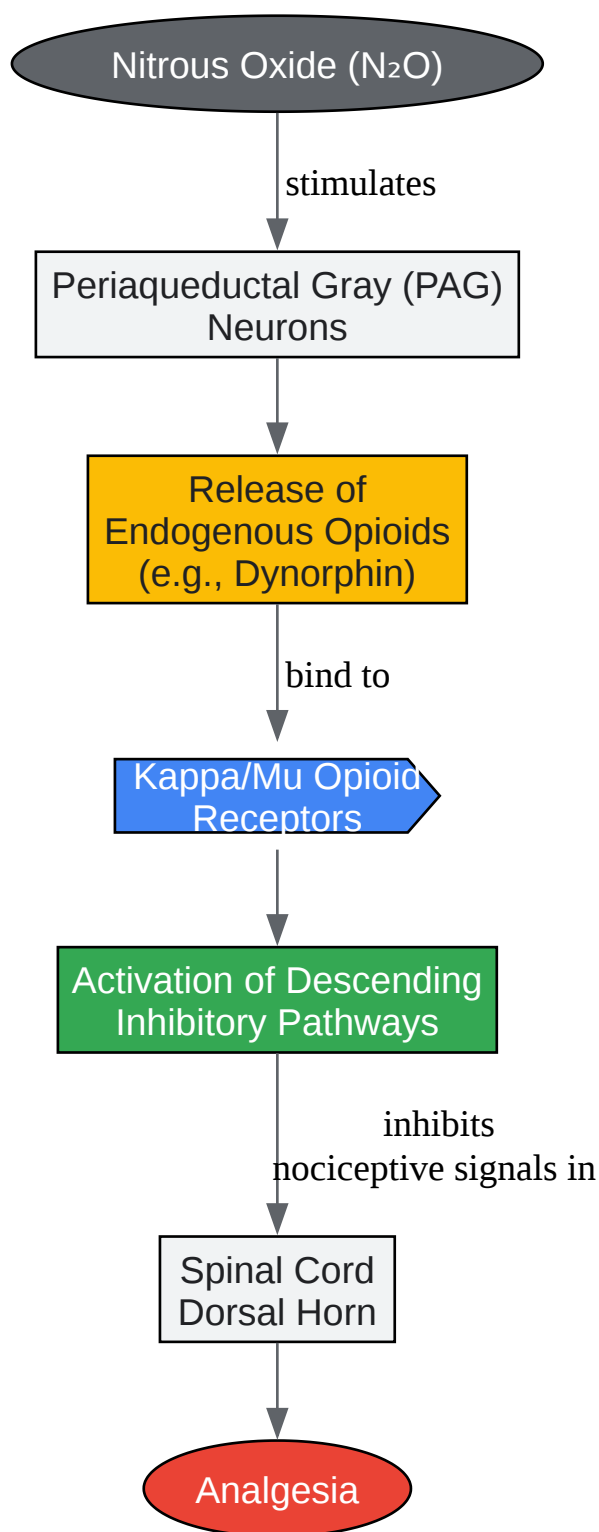 Nitrous Oxide (N₂O)
stimulates
Periaqueductal Gray (PAG)
Neurons
Release of
Endogenous Opioids
(e.g., Dynorphin)
bind to
Kappa/Mu Opioid
Receptors
Activation of Descending
Inhibitory Pathways
inhibits
nociceptive signals in
Spinal Cord
Dorsal Horn
Analgesia